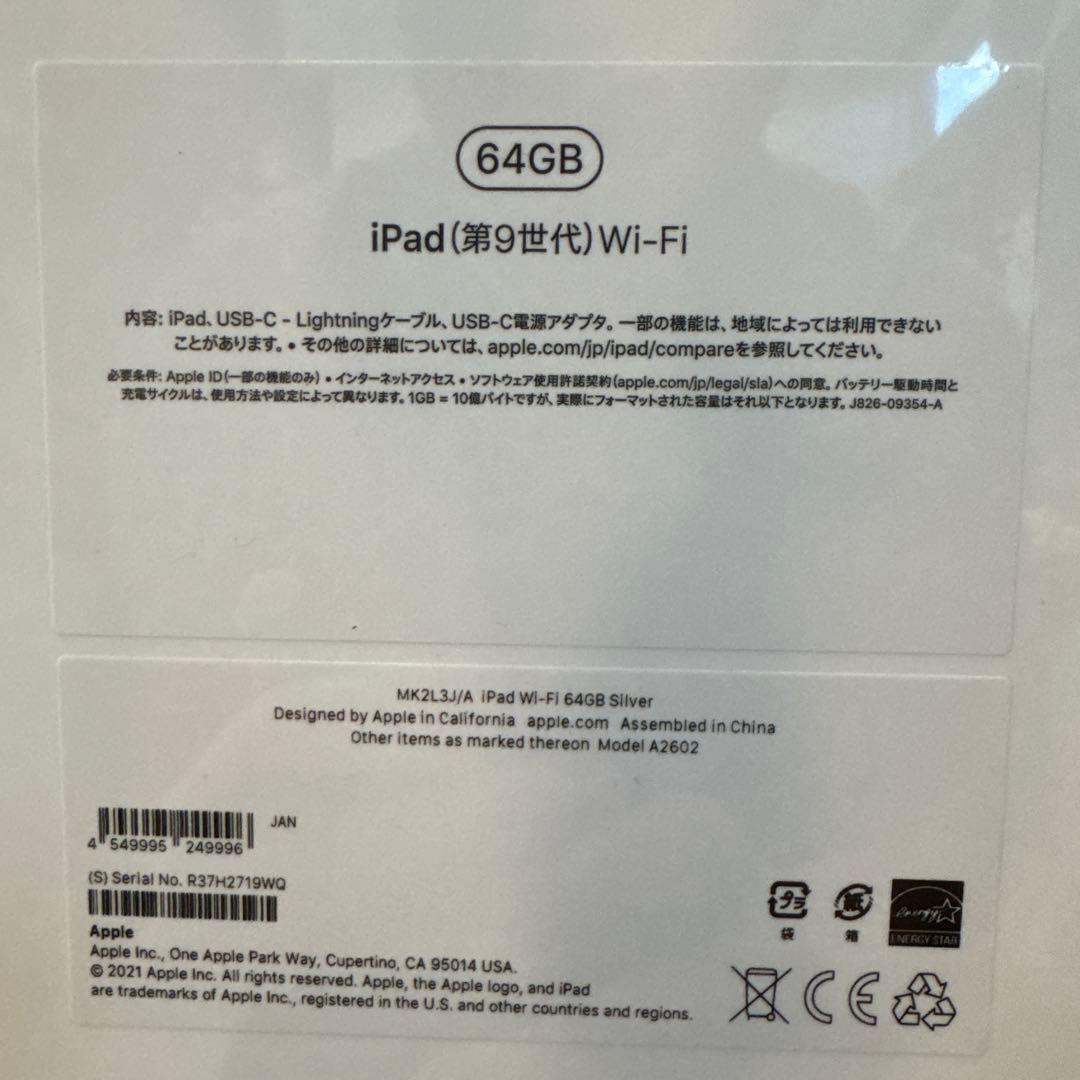 64GB
iPad（第9世代）Wi-Fi
内容: iPad、USB-C - Lightningケーブル、USB-C電源アダプタ。一部の機能は、地域によっては利用できない
ことがあります。• その他の詳細については、apple.com/jp/ipad/compareを参照してください。
必要条件: Apple ID（一部の機能のみ）• インターネットアクセス • ソフトウェア使用許諾契約（apple.com/jp/legal/sla）への同意。バッテリー駆動時間と
充電サイクルは、使用方法や設定によって異なります。1GB = 10億バイトですが、実際にフォーマットされた容量はそれ以下となります。J826-09354-A
MK2L3J/A iPad Wi-Fi 64GB Silver
Designed by Apple in California apple.com Assembled in China
Other items as marked thereon Model A2602
JAN
4 549995 249996
(S) Serial No. R37H2719WQ
Apple
Apple Inc., One Apple Park Way, Cupertino, CA 95014 USA.
© 2021 Apple Inc. All rights reserved. Apple, the Apple logo, and iPad
are trademarks of Apple Inc., registered in the U.S. and other countries and regions.
プラ
袋
紙
箱
energy
ENERGY STAR
CE